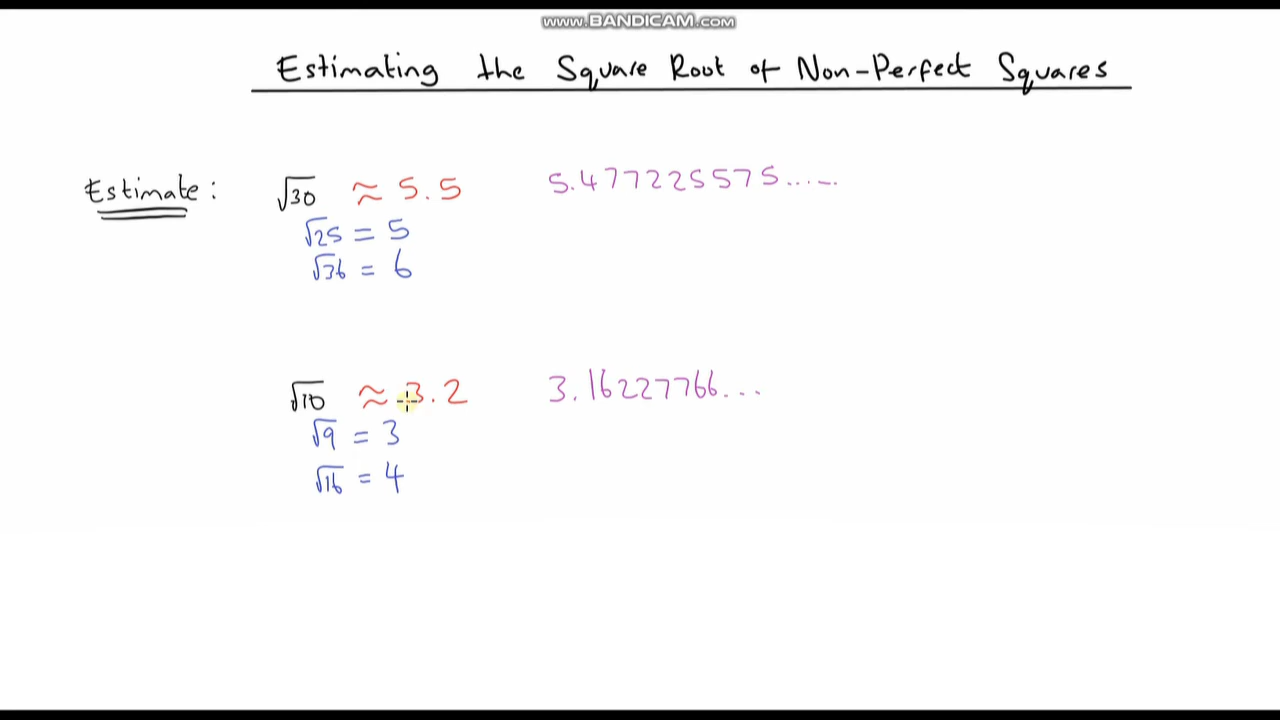 www.BANDICAM.com
Estimating the Square Root of Non-Perfect Squares
Estimate: √30 ≈ 5.5 5.477225575......
√25 = 5
√36 = 6
√10 ≈ 3.2 3.16227766...
√9 = 3
√16 = 4